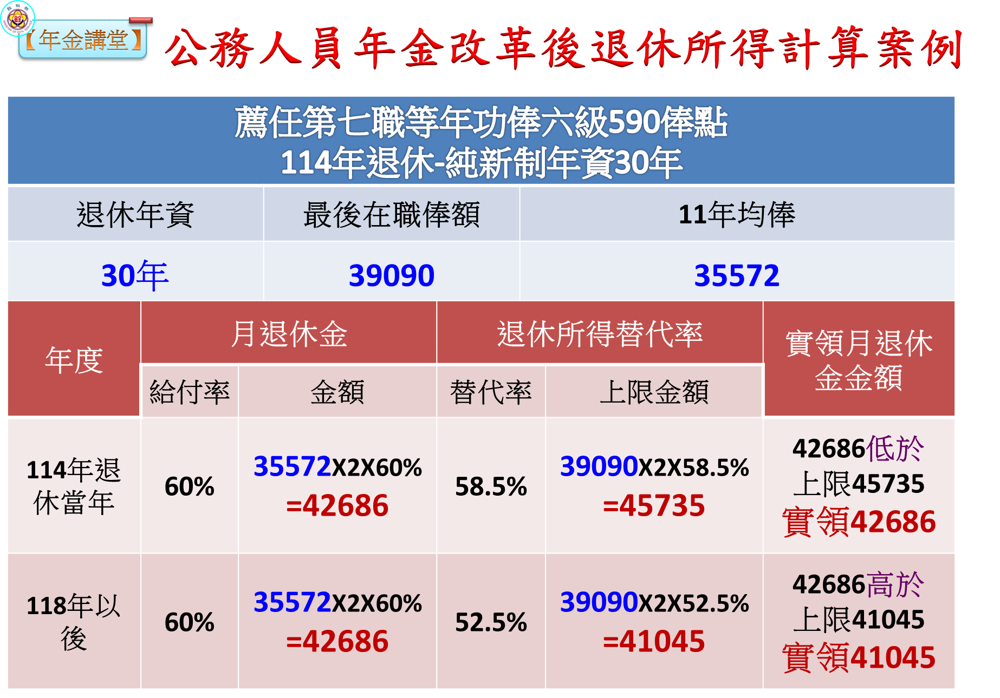 銓敘部
MINISTRY OF CIVIL SERVICE
銓
【年金講堂】
公務人員年金改革後退休所得計算案例
薦任第七職等年功俸六級590俸點
114年退休-純新制年資30年
退休年資
最後在職俸額
11年均俸
30年
39090
35572
年度
月退休金
退休所得替代率
實領月退休
金金額
給付率
金額
替代率
上限金額
114年退
休當年
60%
35572X2X60%
=42686
58.5%
39090X2X58.5%
=45735
42686低於
上限45735
實領42686
118年以
後
60%
35572X2X60%
=42686
52.5%
39090X2X52.5%
=41045
42686高於
上限41045
實領41045